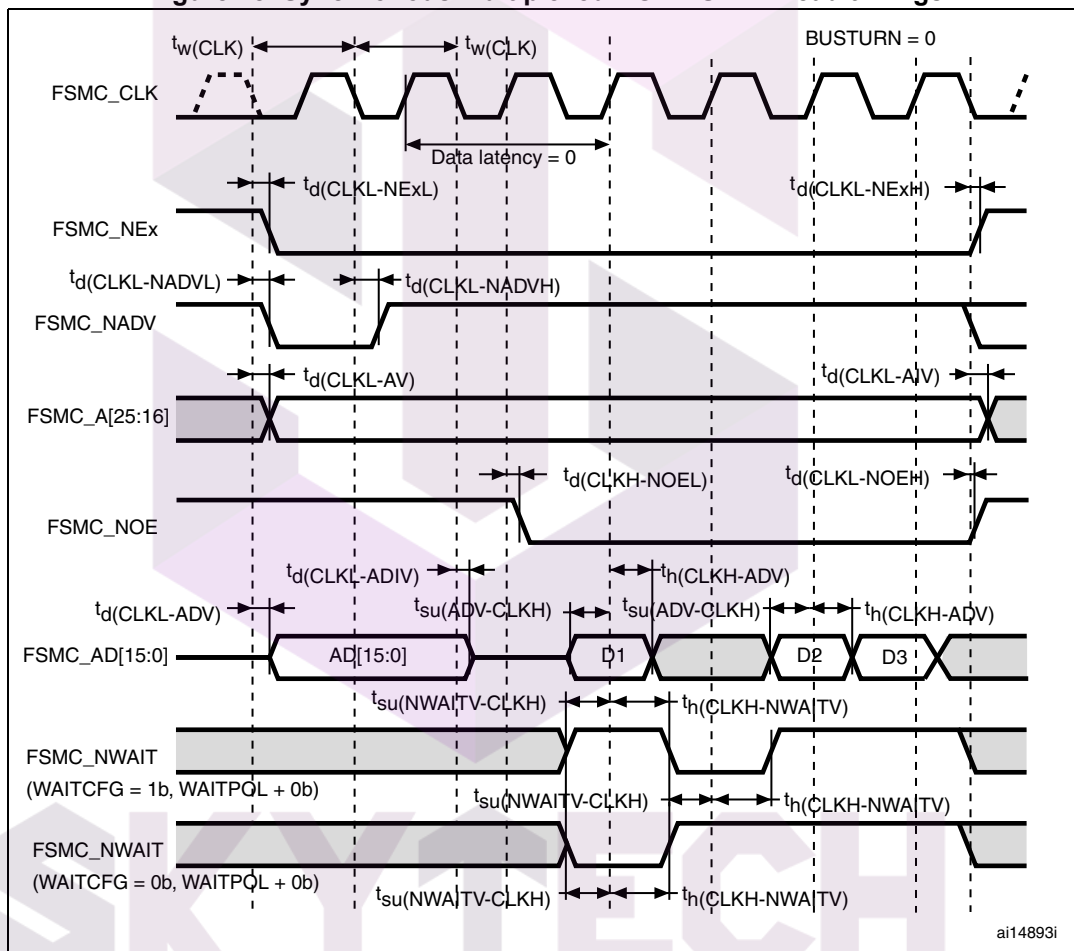 tw(CLK) tw(CLK) BUSTURN = 0
FSMC_CLK
Data latency = 0
td(CLKL-NExL) td(CLKL-NExH)
FSMC_NEx
td(CLKL-NADVL) td(CLKL-NADVH)
FSMC_NADV
td(CLKL-AV) td(CLKL-AIV)
FSMC_A[25:16]
td(CLKH-NOEL) td(CLKL-NOEH)
FSMC_NOE
td(CLKL-ADIV) th(CLKH-ADV)
td(CLKL-ADV) tsu(ADV-CLKH) tsu(ADV-CLKH) th(CLKH-ADV)
FSMC_AD[15:0] AD[15:0] D1 D2 D3
tsu(NWAITV-CLKH) th(CLKH-NWAITV)
FSMC_NWAIT
(WAITCFG = 1b, WAITPOL + 0b)
tsu(NWAITV-CLKH) th(CLKH-NWAITV)
FSMC_NWAIT
(WAITCFG = 0b, WAITPOL + 0b)
tsu(NWAITV-CLKH) th(CLKH-NWAITV)
SKYTECH
ai14893i